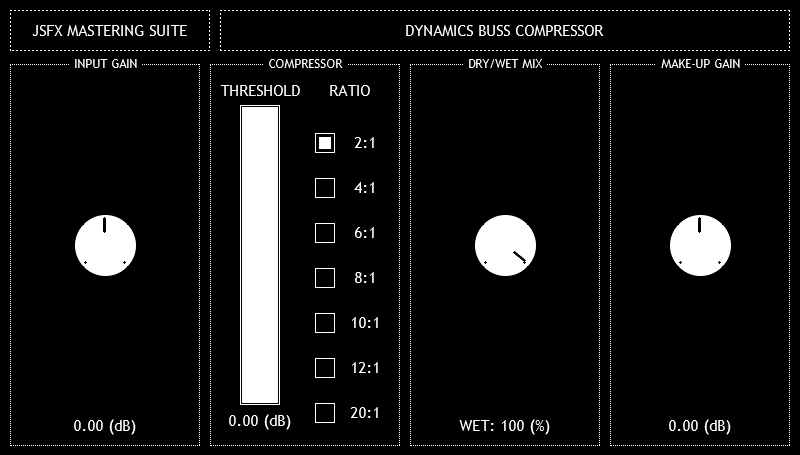 JSFX MASTERING SUITE
DYNAMICS BUSS COMPRESSOR
INPUT GAIN
0.00 (dB)
COMPRESSOR
THRESHOLD
0.00 (dB)
RATIO
2:1
4:1
6:1
8:1
10:1
12:1
20:1
DRY/WET MIX
WET: 100 (%)
MAKE-UP GAIN
0.00 (dB)